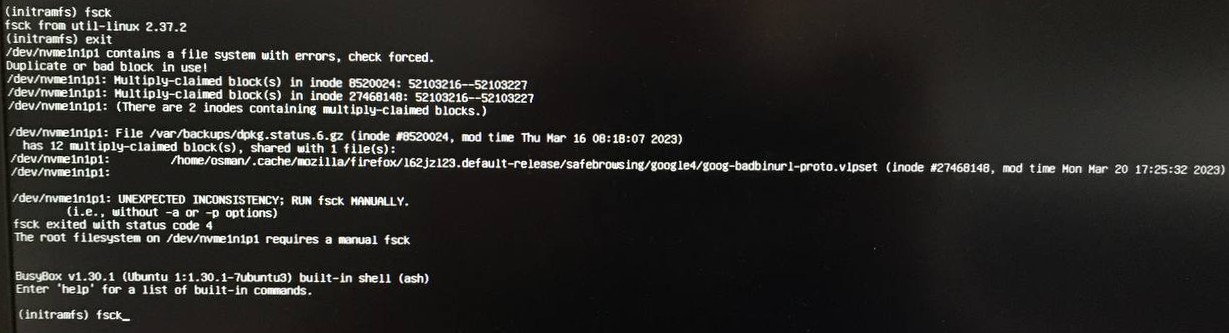 (initramfs) fsck
fsck from util-linux 2.37.2
(initramfs) exit
/dev/nvme1n1p1 contains a file system with errors, check forced.
Duplicate or bad block in use!
/dev/nvme1n1p1: Multiply-claimed block(s) in inode 8520024: 52103216--52103227
/dev/nvme1n1p1: Multiply-claimed block(s) in inode 27468148: 52103216--52103227
/dev/nvme1n1p1: (There are 2 inodes containing multiply-claimed blocks.)
/dev/nvme1n1p1: File /var/backups/dpkg.status.6.gz (inode #8520024, mod time Thu Mar 16 08:18:07 2023)
has 12 multiply-claimed block(s), shared with 1 file(s):
/dev/nvme1n1p1: /home/osman/.cache/mozilla/firefox/l62jzl23.default-release/safebrowsing/google4/goog-badbinurl-proto.vlpset (inode #27468148, mod time Mon Mar 20 17:25:32 2023)
/dev/nvme1n1p1:
/dev/nvme1n1p1: UNEXPECTED INCONSISTENCY; RUN fsck MANUALLY.
(i.e., without -a or -p options)
fsck exited with status code 4
The root filesystem on /dev/nvme1n1p1 requires a manual fsck
BusyBox v1.30.1 (Ubuntu 1:1.30.1-7ubuntu3) built-in shell (ash)
Enter 'help' for a list of built-in commands.
(initramfs) fsck_